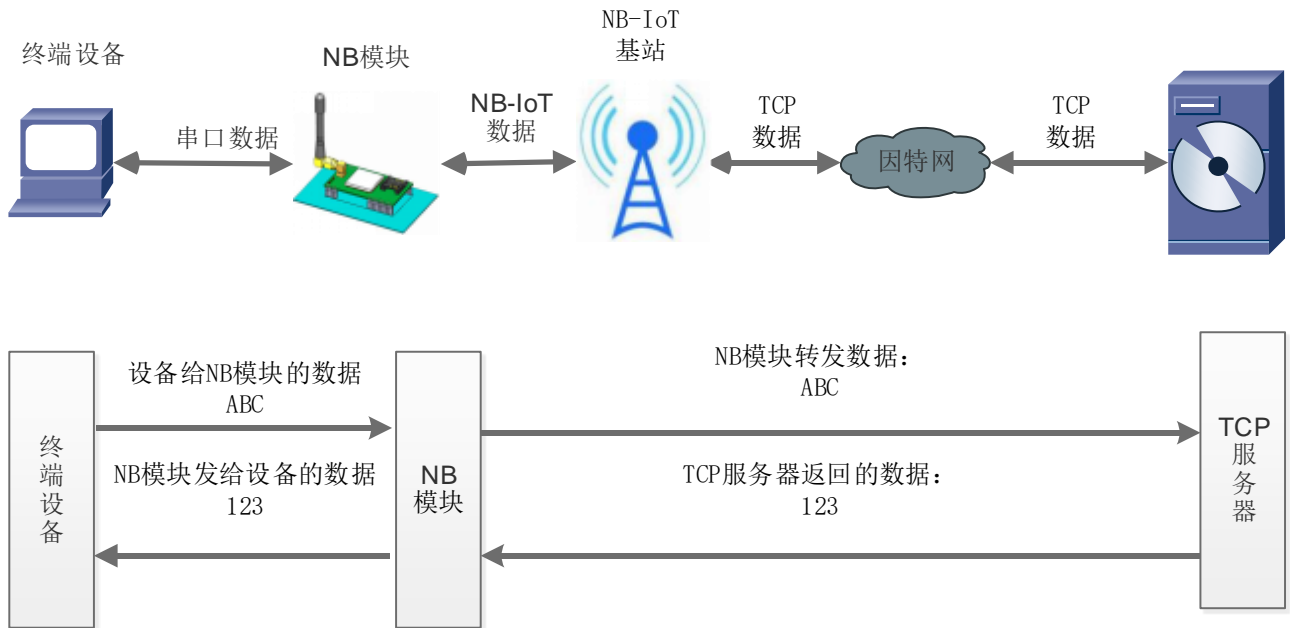 终端设备
NB模块
NB-IoT
基站
串口数据
NB-IoT
数据
TCP
数据
因特网
TCP
数据
设备给NB模块的数据
ABC
NB模块转发数据:
ABC
终端设备
NB模块发给设备的数据
123
NB
模块
TCP服务器返回的数据:
123
TCP
服务器